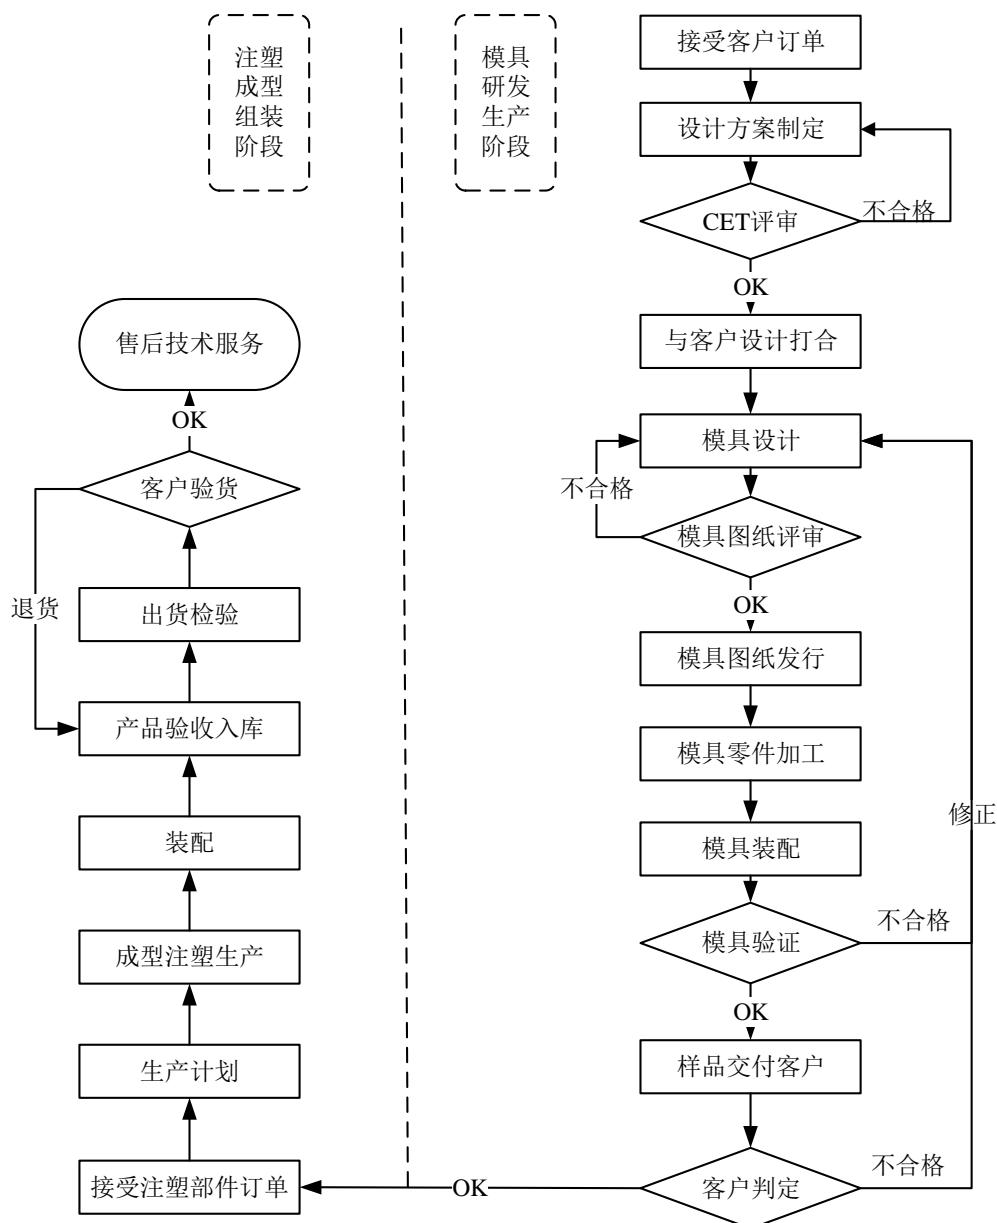 注塑
成型
组装
阶段
模具
研发
生产
阶段
接受客户订单
设计方案制定
CET评审
不合格
OK
与客户设计打合
模具设计
不合格
模具图纸评审
OK
模具图纸发行
模具零件加工
模具装配
修正
模具验证
不合格
OK
样品交付客户
客户判定
不合格
OK
接受注塑部件订单
生产计划
成型注塑生产
装配
产品验收入库
出货检验
退货
客户验货
OK
售后技术服务